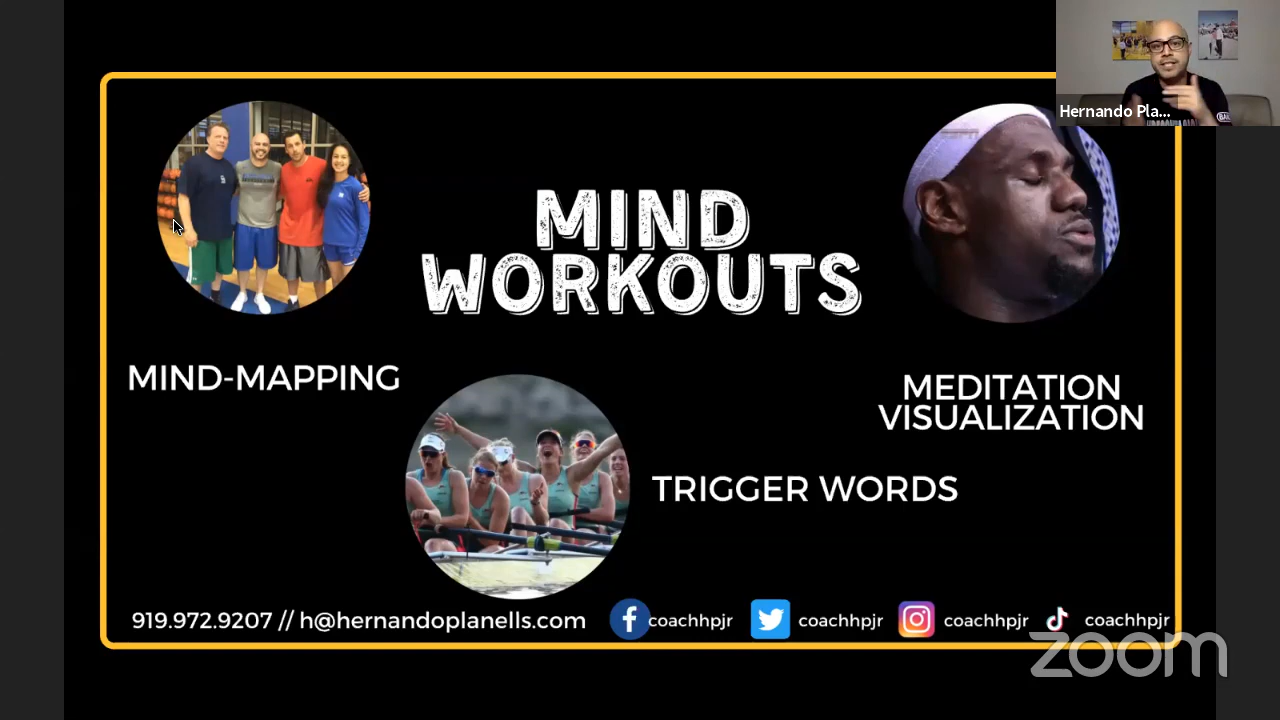 Hernando Pla...
MIND
WORKOUTS
MIND-MAPPING
MEDITATION
VISUALIZATION
TRIGGER WORDS
919.972.9207 // h@hernandoplanells.com
coachhpjr
coachhpjr
coachhpjr
coachhpjr
zoom